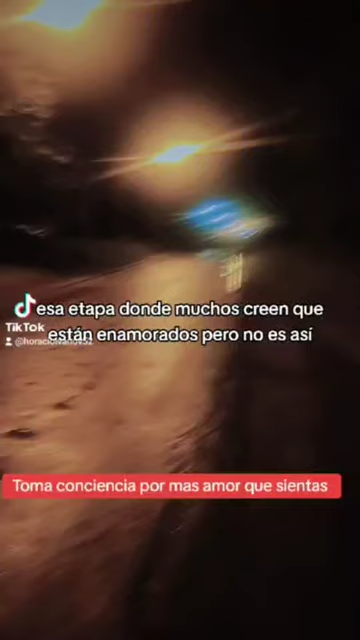 esa etapa donde muchos creen que
están enamorados pero no es así
TikTok
Toma conciencia por mas amor que sientas